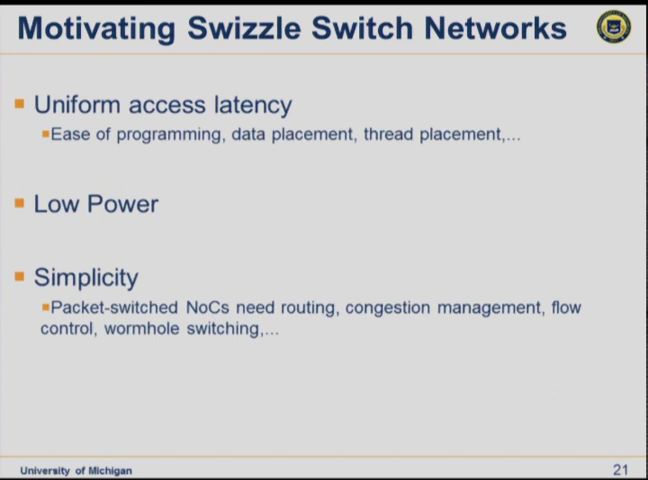 Motivating Swizzle Switch Networks
Uniform access latency
Ease of programming, data placement, thread placement,...
Low Power
Simplicity
Packet-switched NoCs need routing, congestion management, flow
control, wormhole switching,...
University of Michigan
21